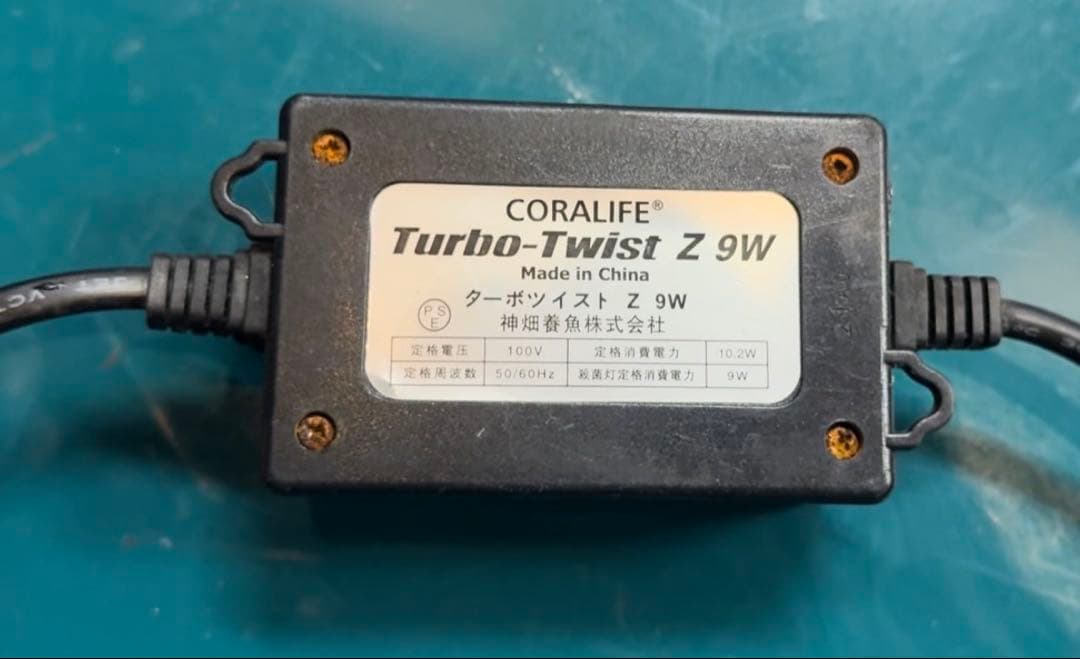 CORALIFE®
Turbo-Twist Z 9W
Made in China
ターボツイスト Z 9W
PSE
神畑養魚株式会社
定格電圧 100V 定格消費電力 10.2W
定格周波数 50/60Hz 殺菌灯定格消費電力 9W